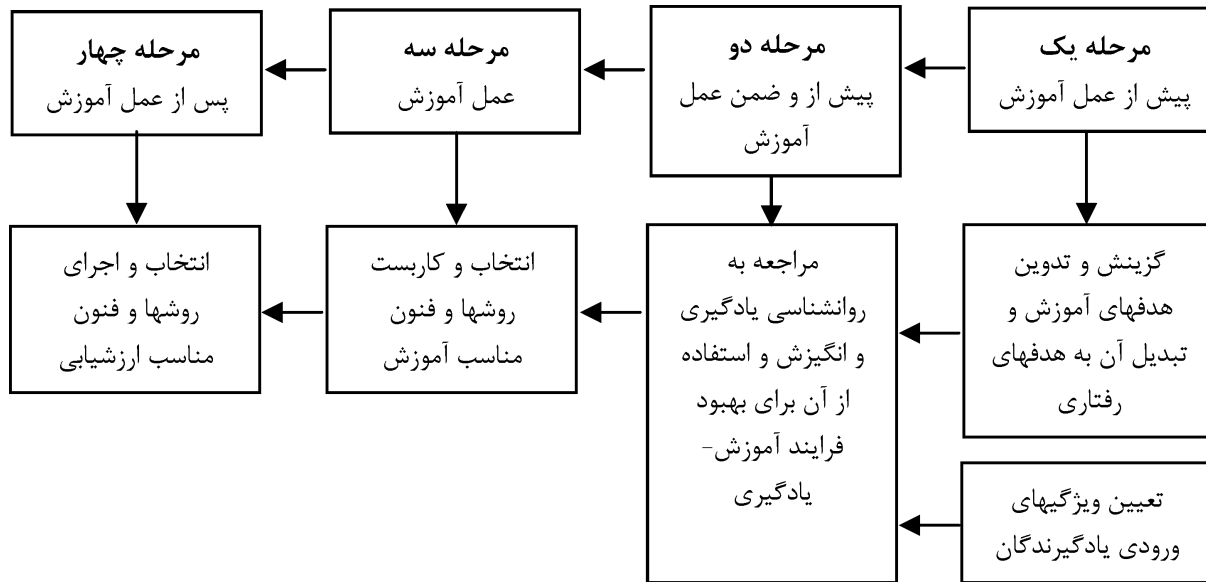 مرحله یک
پیش از عمل آموزش
مرحله دو
پیش از و ضمن عمل
آموزش
مرحله سه
عمل آموزش
مرحله چهار
پس از عمل آموزش
گزینش و تدوین
هدفهای آموزش و
تبدیل آن به هدفهای
رفتاری
تعیین ویژگیهای
ورودی یادگیرندگان
مراجعه به
روانشناسی یادگیری
و انگیزش و استفاده
از آن برای بهبود
فرایند آموزش-
یادگیری
انتخاب و کاربست
روشها و فنون
مناسب آموزش
انتخاب و اجرای
روشها و فنون
مناسب ارزشیابی